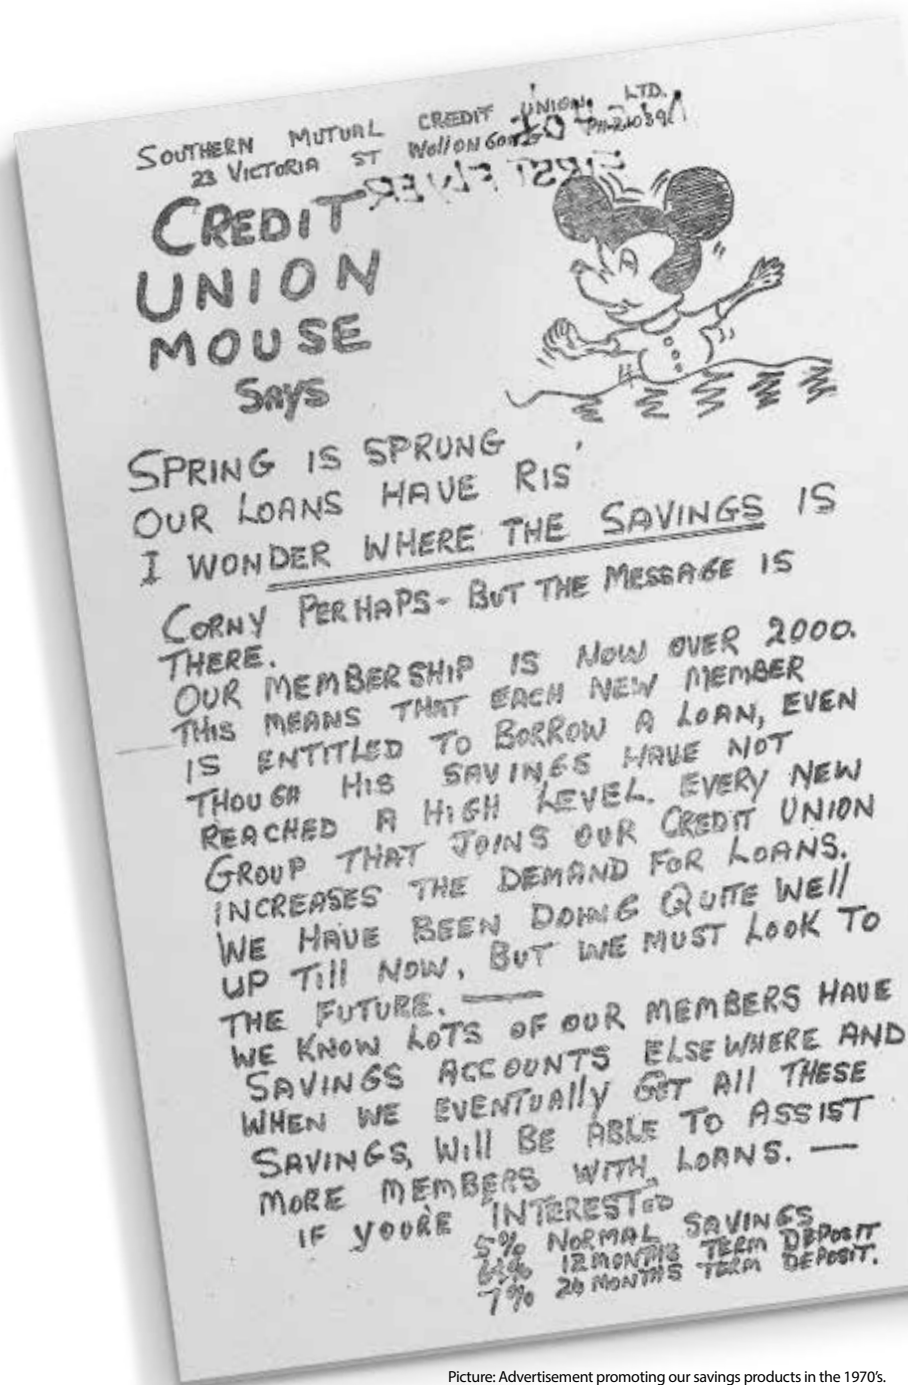 SOUTHERN MUTUAL CREDIT UNION LTD.
23 VICTORIA ST WOllONGONG
FIRST FLYER
CREDIT
UNION
MOUSE
SAYS
SPRING IS SPRUNG
OUR LOANS HAVE RIS'
I WONDER WHERE THE SAVINGS IS
CORNY PERHAPS - BUT THE MESSAGE IS
THERE.
OUR MEMBERSHIP IS NOW OVER 2000.
THIS MEANS THAT EACH NEW MEMBER
IS ENTITLED TO BORROW A LOAN, EVEN
THOUGH HIS SAVINGS HAVE NOT
REACHED A HIGH LEVEL. EVERY NEW
GROUP THAT JOINS OUR CREDIT UNION
INCREASES THE DEMAND FOR LOANS.
WE HAVE BEEN DOING QUITE WEll
UP Till NOW, BUT WE MUST LOOK TO
THE FUTURE. —
WE KNOW LOTS OF OUR MEMBERS HAVE
SAVINGS ACCOUNTS ELSEWHERE AND
WHEN WE EVENTUAlly GET All THESE
SAVINGS, Will BE ABLE TO ASSIST
MORE MEMBERS WITH LOANS. —
IF YOU'RE INTERESTED
5% NORMAL SAVINGS
12 MONTHS TERM DEPOSIT
7% 24 MONTHS TERM DEPOSIT.
Picture: Advertisement promoting our savings products in the 1970's.